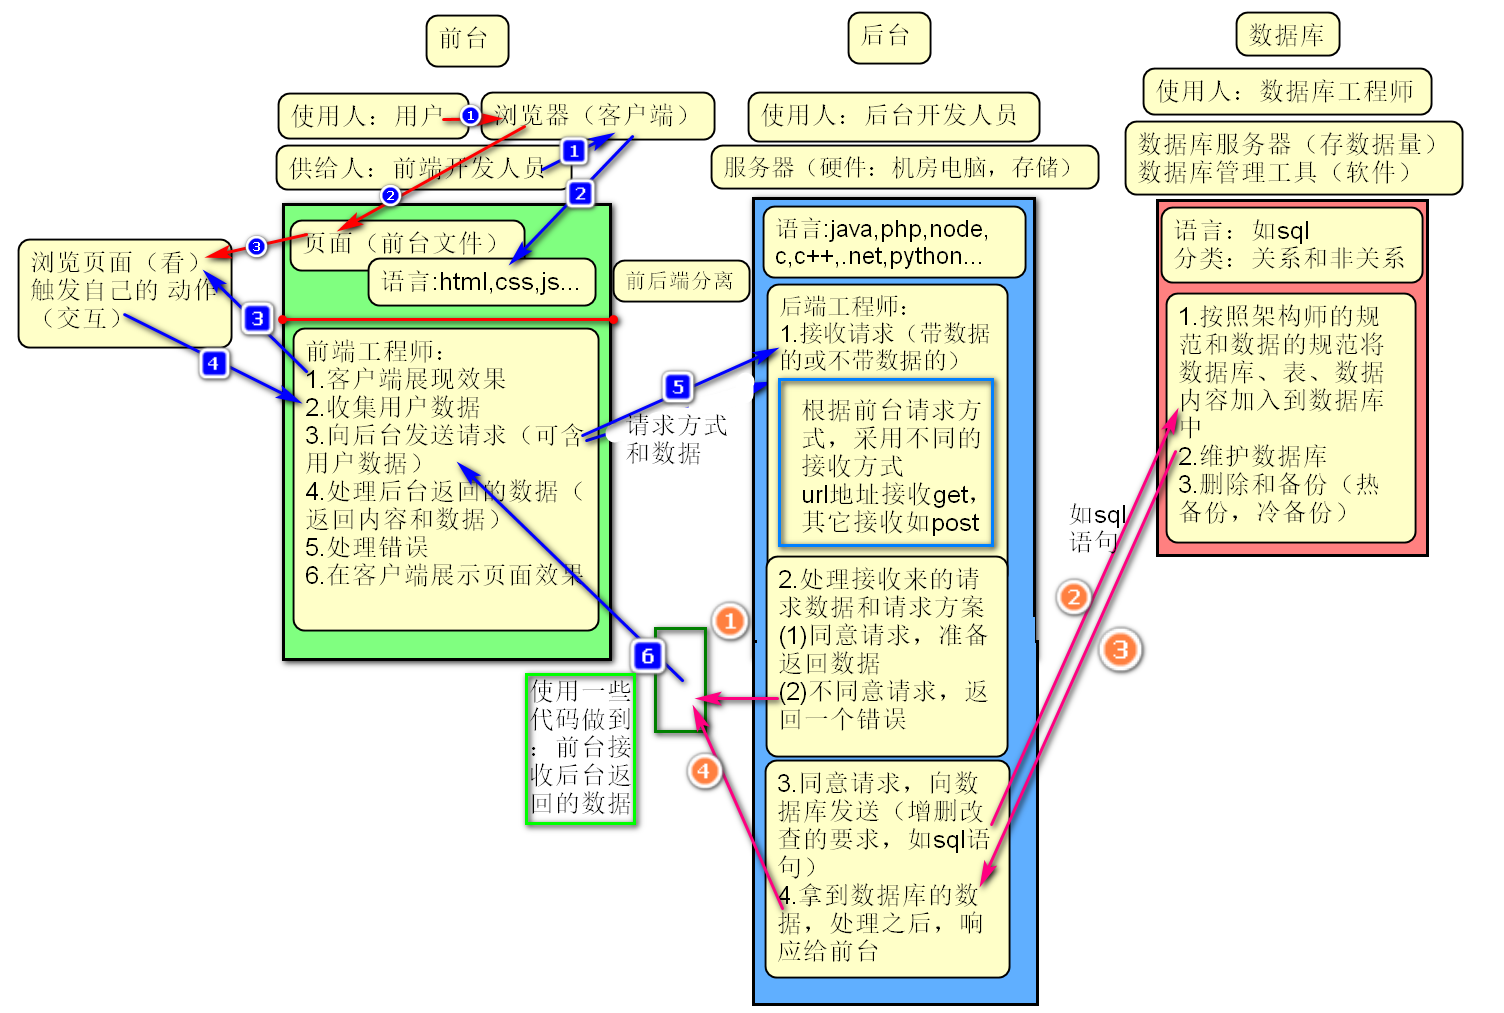 前台
使用人：用户
1
浏览器（客户端）
供给人：前端开发人员
1
2
2
页面（前台文件）
语言:html,css,js...
3
浏览页面（看）
触发自己的 动作
（交互）
3
4
前后端分离
前端工程师：
1.客户端展现效果
2.收集用户数据
3.向后台发送请求（可含
用户数据）
4.处理后台返回的数据（
返回内容和数据）
5.处理错误
6.在客户端展示页面效果
5
请求方式
和数据
6
使用一些
代码做到
：前台接
收后台返
回的数据
后台
使用人：后台开发人员
服务器（硬件：机房电脑，存储）
语言:java,php,node,
c,c++,.net,python...
后端工程师：
1.接收请求（带数据
的或不带数据的）
根据前台请求方
式，采用不同的
接收方式
url地址接收get，
其它接收如post
2.处理接收来的请
求数据和请求方案
(1)同意请求，准备
返回数据
(2)不同意请求，返
回一个错误
1
3.同意请求，向数
据库发送（增删改
查的要求，如sql语
句）
4.拿到数据库的数
据，处理之后，响
应给前台
4
如sql
语句
2
3
数据库
使用人：数据库工程师
数据库服务器（存数据量）
数据库管理工具（软件）
语言：如sql
分类：关系和非关系
1.按照架构师的规
范和数据的规范将
数据库、表、数据
内容加入到数据库
中
2.维护数据库
3.删除和备份（热
备份，冷备份）